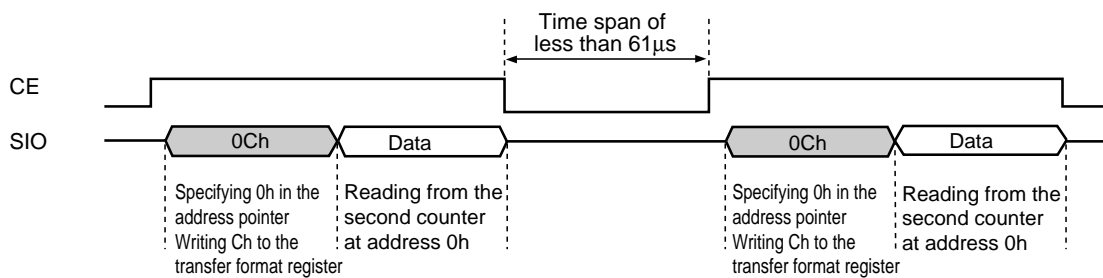 Time span of
less than 61μs
CE
SIO
0Ch
Data
0Ch
Data
Specifying 0h in the
address pointer
Writing Ch to the
transfer format register
Reading from the
second counter
at address 0h
Specifying 0h in the
address pointer
Writing Ch to the
transfer format register
Reading from the
second counter
at address 0h